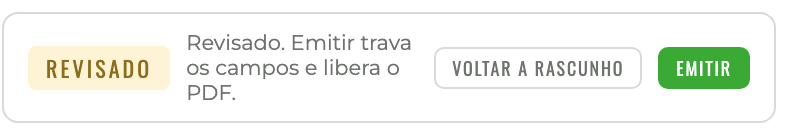 REVISADO
Revisado. Emitir trava
os campos e libera o
PDF.
VOLTAR A RASCUNHO
EMITIR